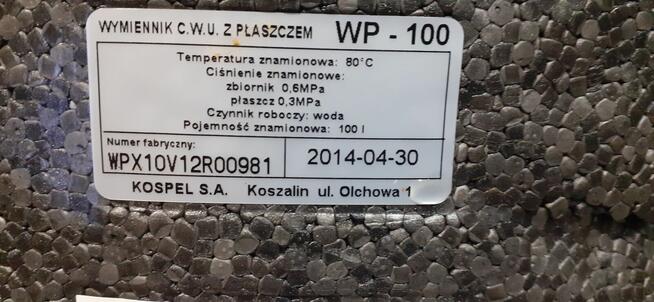 WYMIENNIK C.W.U. Z PŁASZCZEM WP - 100
Temperatura znamionowa: 80°C
Ciśnienie znamionowe:
zbiornik 0,6MPa
płaszcz 0,3MPa
Czynnik roboczy: woda
Pojemność znamionowa: 100 l
Numer fabryczny:
WPX10V12R00981 2014-04-30
KOSPEL S.A. Koszalin ul. Olchowa 1